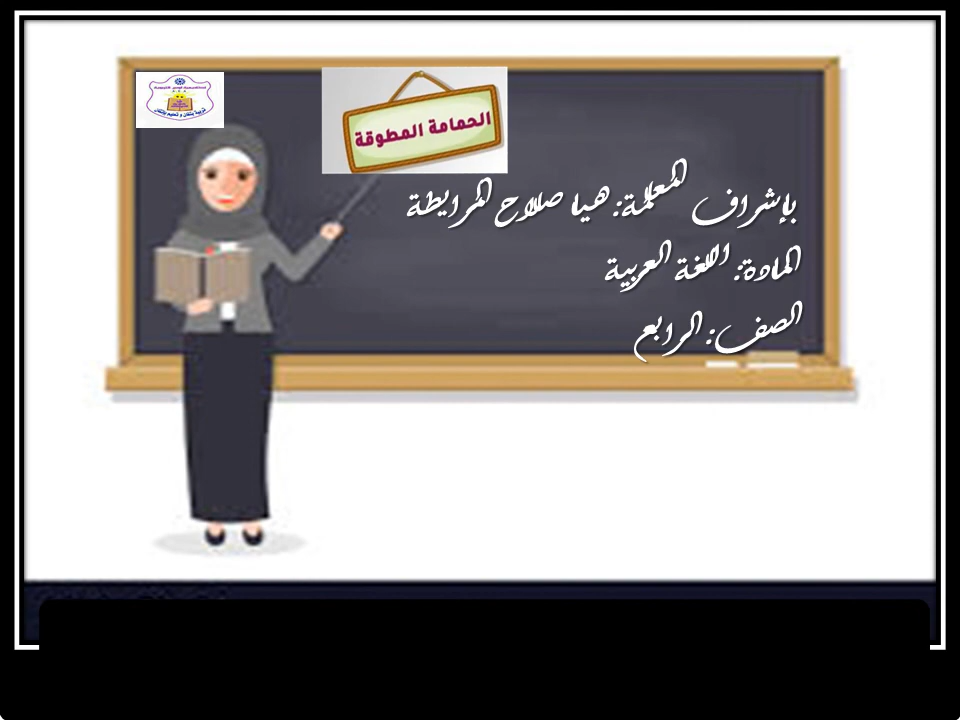 الحمامة المطوقة
بإشراف المعلمة: هيا صلاح المرايطة
المادة: اللغة العربية
الصف: الرابع